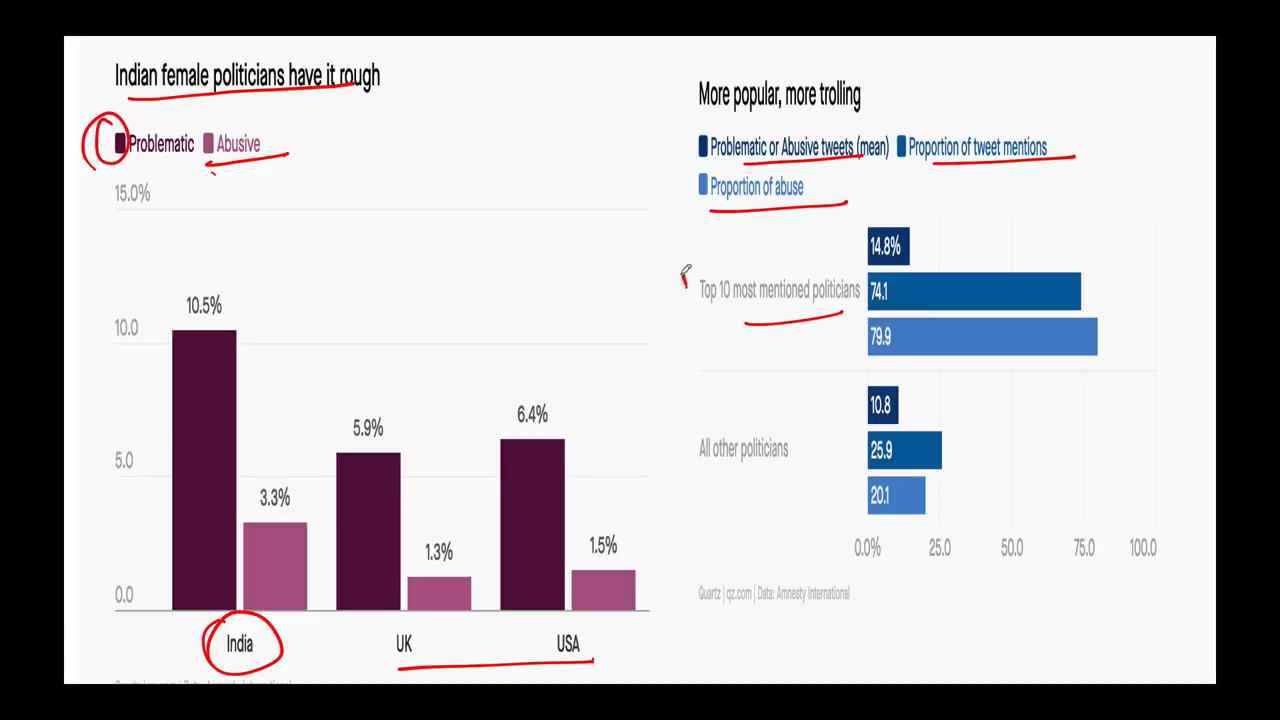 Indian female politicians have it rough
Problematic Abusive
15.0%
10.5%
10.0
6.4%
5.9%
5.0
3.3%
1.5%
1.3%
0.0
India UK USA
More popular, more trolling
Problematic or Abusive tweets (mean) Proportion of tweet mentions
Proportion of abuse
14.8%
Top 10 most mentioned politicians 74.1
79.9
10.8
All other politicians 25.9
20.1
0.0% 25.0 50.0 75.0 100.0
Quartz | qz.com | Data: Amnesty International